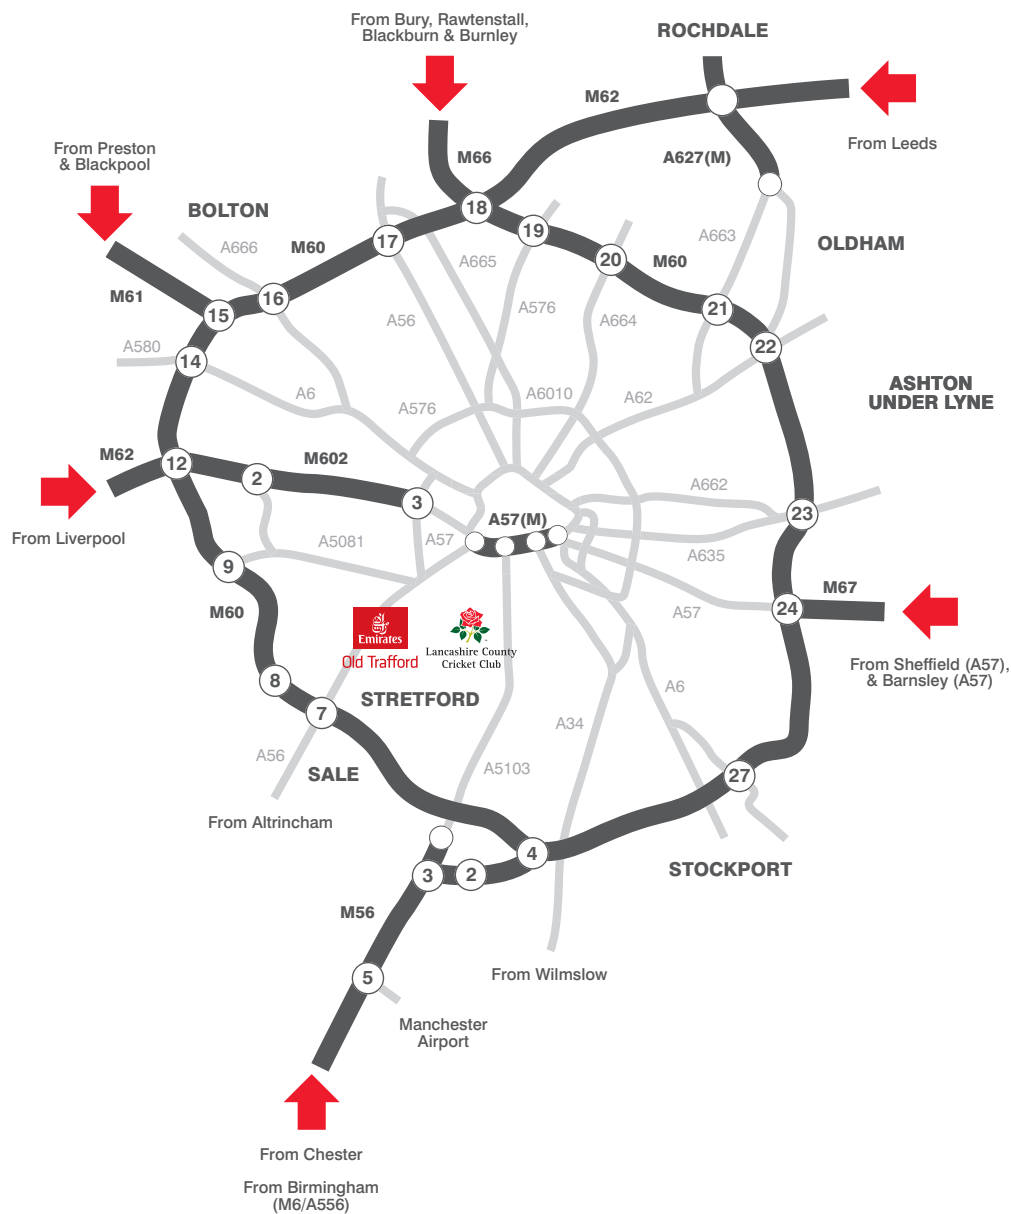 From Bury, Rawtenstall,
Blackburn & Burnley
ROCHDALE
M62
From Leeds
From Preston
& Blackpool
M66
A627(M)
BOLTON
18
19
17
A666
M60
A665
20
M60
A663
OLDHAM
M61
16
15
A56
A576
A664
21
22
A580
14
A6
A576
A6010
A62
ASHTON
UNDER LYNE
M62
12
2
M602
3
A662
23
From Liverpool
A5081
A57
A57(M)
A635
9
M60
M67
24
A57
Emirates
Old Trafford
Lancashire County
Cricket Club
From Sheffield (A57),
& Barnsley (A57)
8
7
STRETFORD
A6
A34
A56
SALE
A5103
27
From Altrincham
4
3
2
STOCKPORT
M56
5
From Wilmslow
Manchester
Airport
From Chester
From Birmingham
(M6/A556)